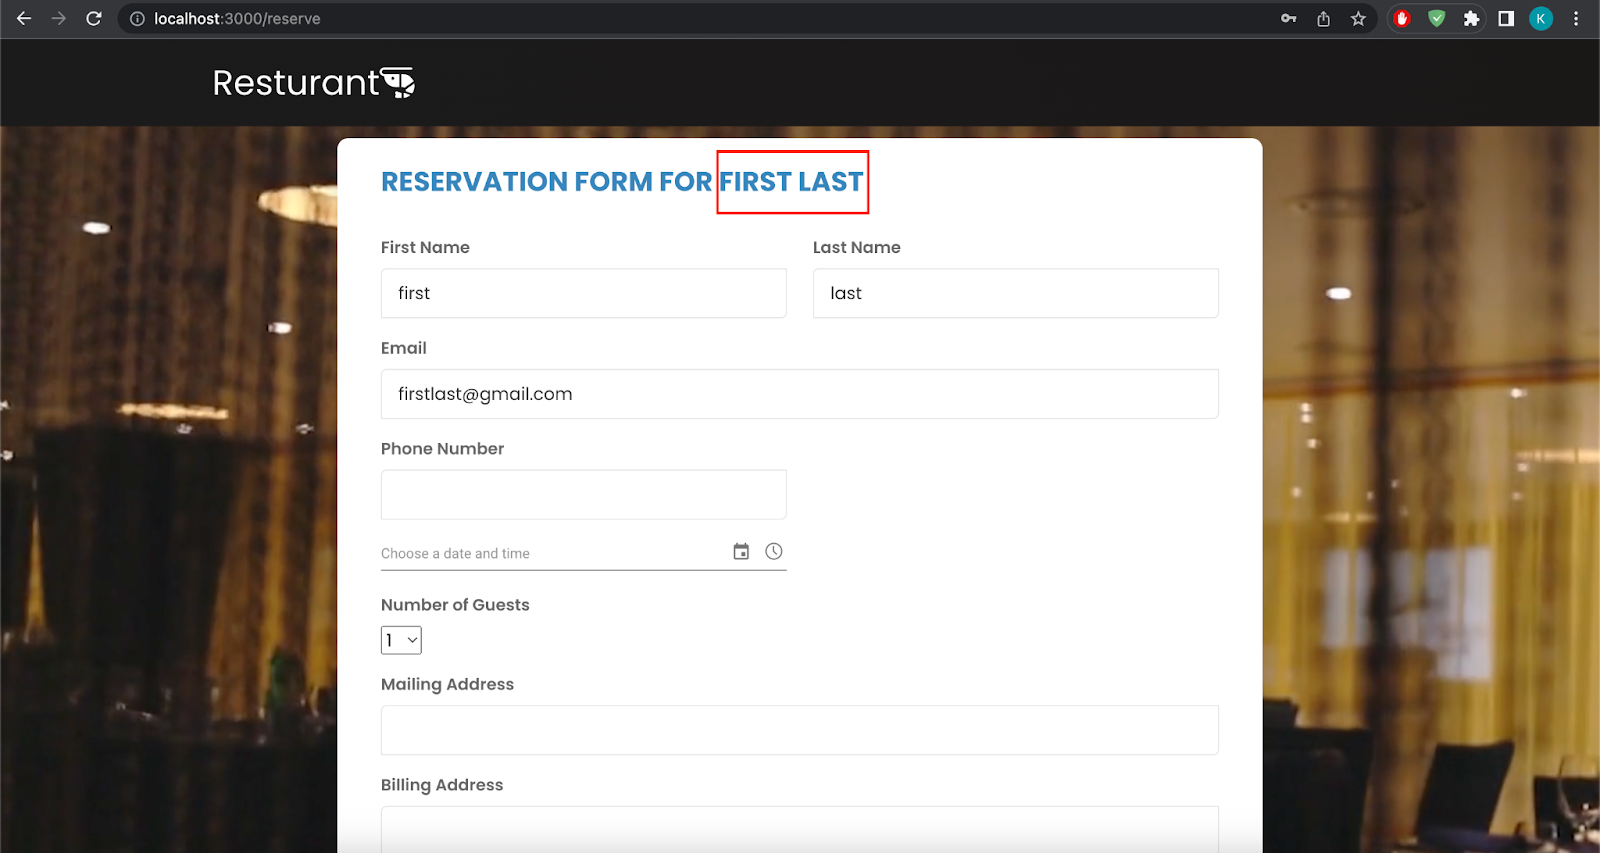 localhost:3000/reserve
K
Resturant
RESERVATION FORM FOR FIRST LAST
First Name
Last Name
first
last
Email
firstlast@gmail.com
Phone Number
Choose a date and time
Number of Guests
1
Mailing Address
Billing Address